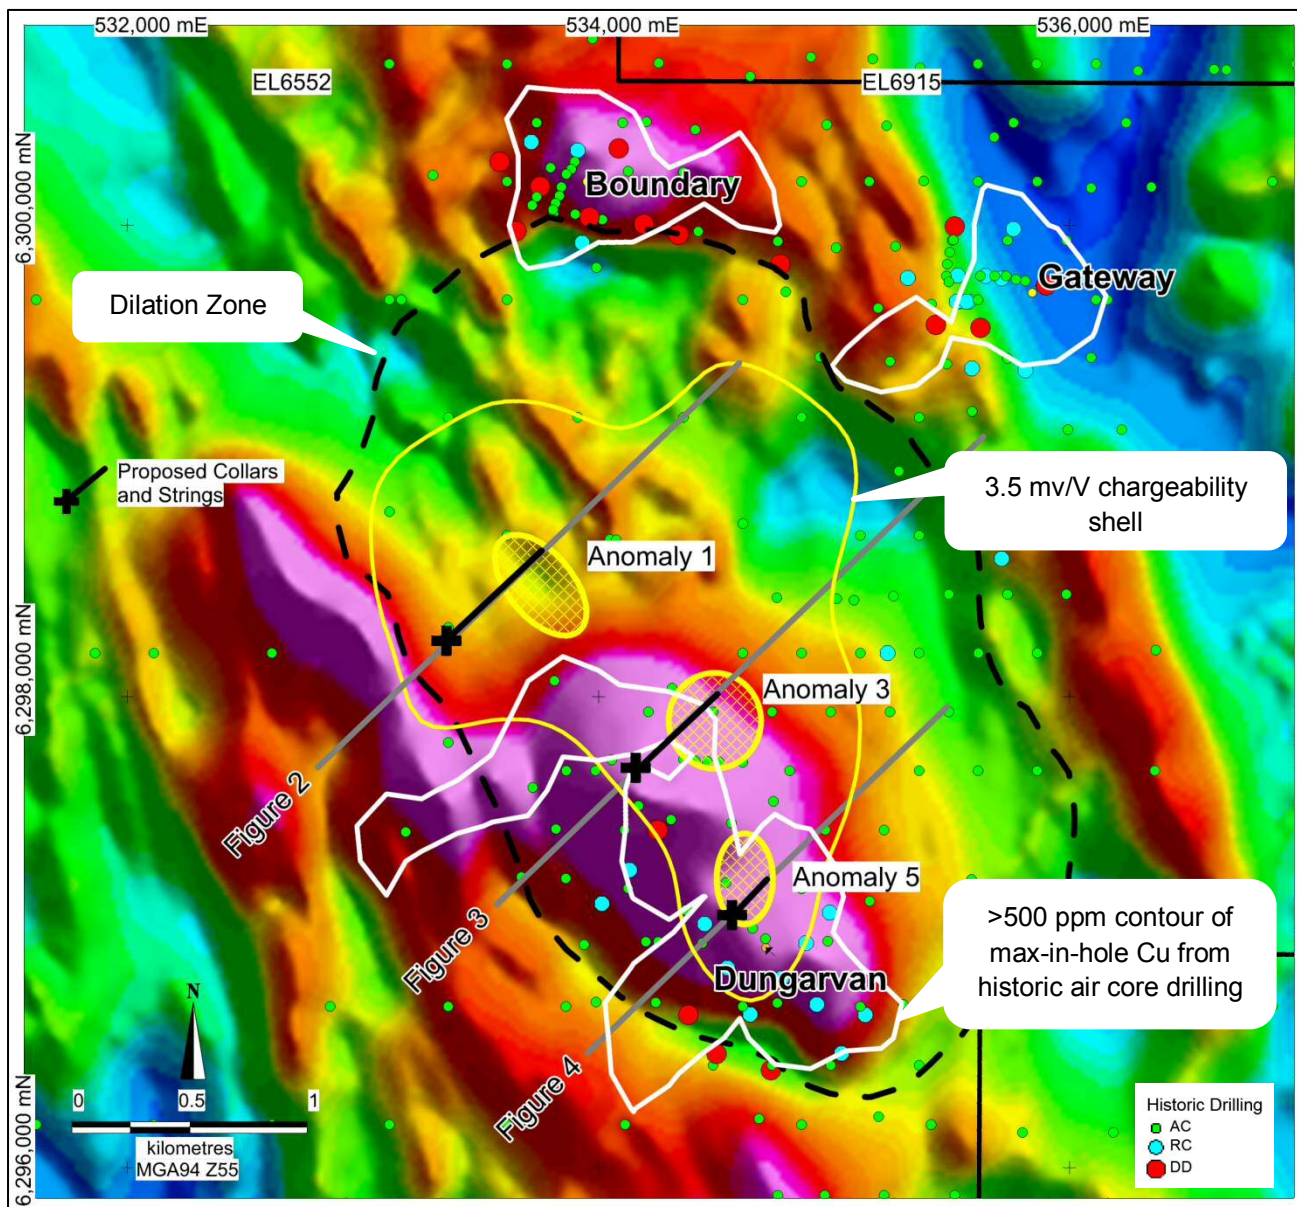 532,000 mE
534,000 mE
536,000 mE
EL6552
EL6915
6,300,000 mN
Boundary
Gateway
Dilation Zone
Proposed Collars
and Strings
3.5 mv/V chargeability
shell
Anomaly 1
6,298,000 mN
Anomaly 3
Figure 2
Anomaly 5
Figure 3
>500 ppm contour of
max-in-hole Cu from
historic air core drilling
Dungarvan
N
Figure 4
0
0.5
1
kilometres
MGA94 Z55
6,296,000 mN
Historic Drilling
AC
RC
DD